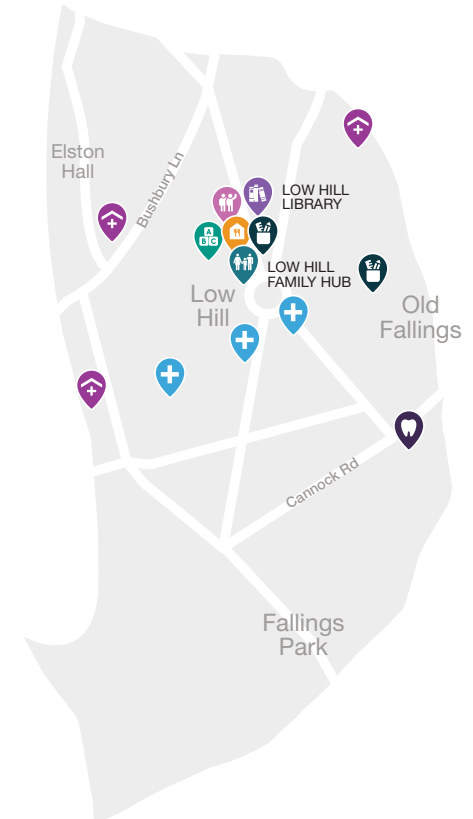 Elston
Hall
Bushbury Ln
LOW HILL
LIBRARY
A
B C
LOW HILL
FAMILY HUB
Low
Hill
Old
Fallings
Cannock Rd
Fallings
Park